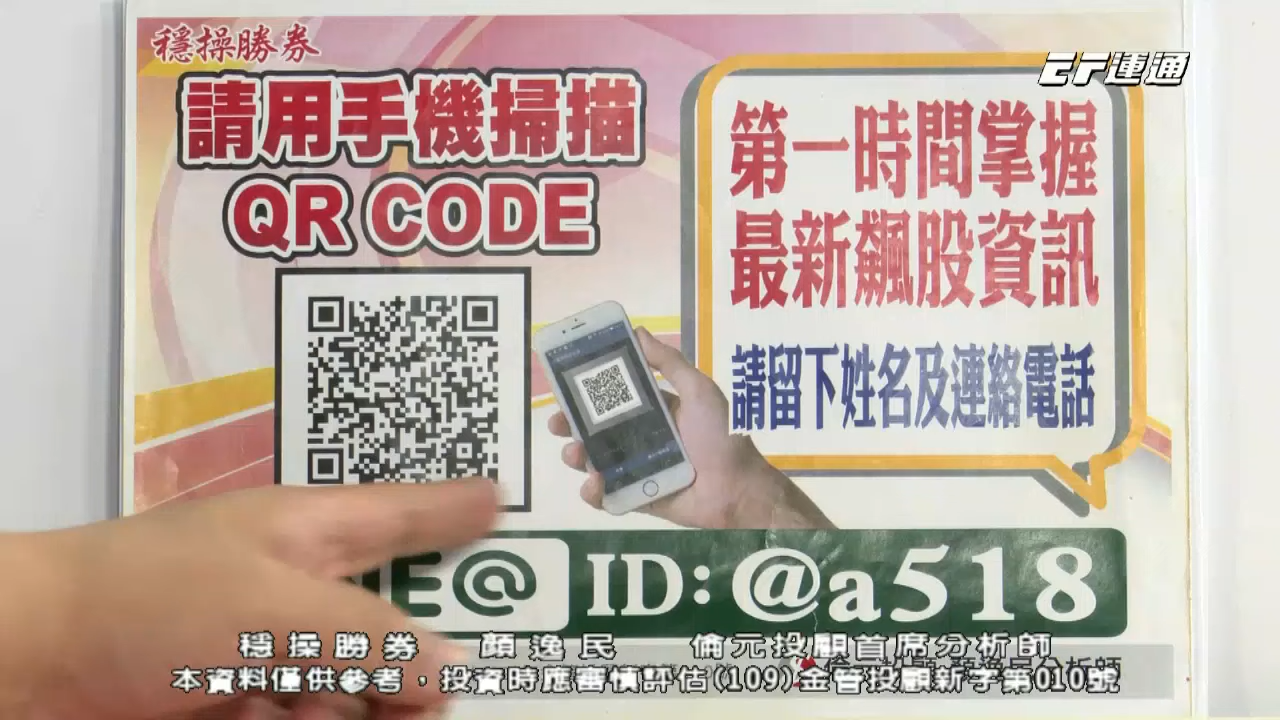 穩操勝券
EF運通
請用手機掃描
QR CODE
第一時間掌握
最新飆股資訊
請留下姓名及連絡電話
E@ ID:@a518
穩操勝券 顏逸民 倫元投顧首席分析師
本資料僅供參考，投資時應審慎評估(109)金管投顧新字第010號